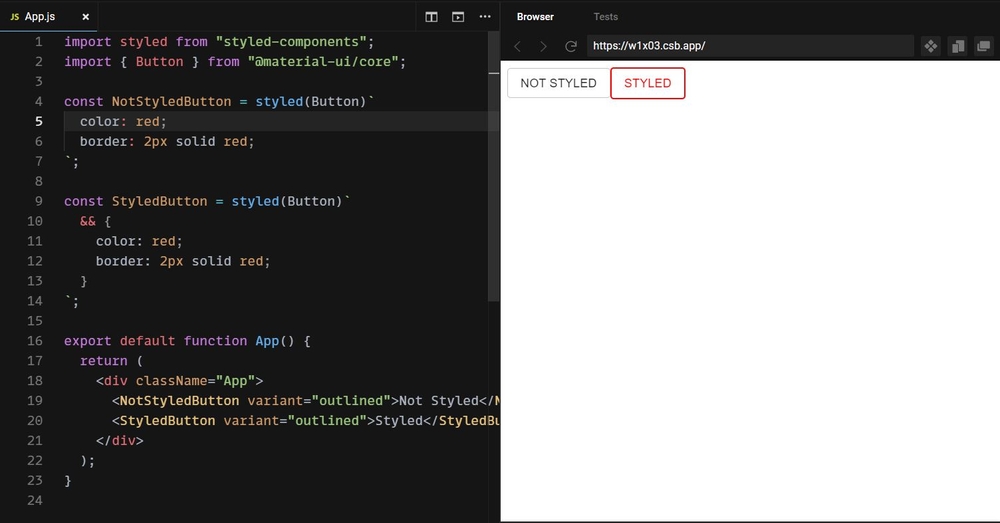 JS App.js ×
1 import styled from "styled-components";
2 import { Button } from "@material-ui/core";
3
4 const NotStyledButton = styled(Button)`
5   color: red;
6   border: 2px solid red;
7 `;
8
9 const StyledButton = styled(Button)`
10   && {
11     color: red;
12     border: 2px solid red;
13   }
14 `;
15
16 export default function App() {
17   return (
18     <div className="App">
19       <NotStyledButton variant="outlined">Not Styled</N
20       <StyledButton variant="outlined">Styled</StyledBu
21     </div>
22   );
23 }
24
Browser Tests
https://w1x03.csb.app/
NOT STYLED STYLED